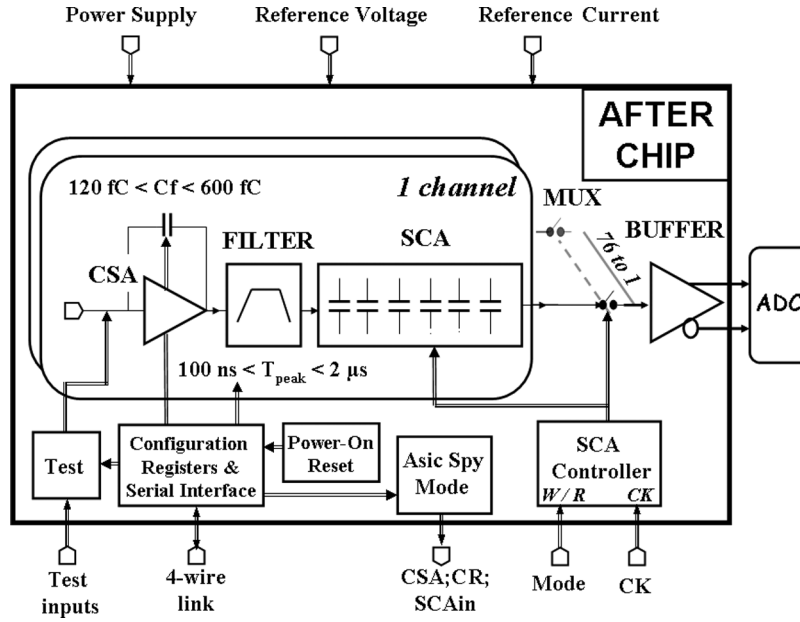 Power Supply
Reference Voltage
Reference Current
AFTER
CHIP
120 fC < Cf < 600 fC
1 channel
MUX
CSA
FILTER
SCA
76 to 1
BUFFER
ADC
100 ns < Tpeak < 2 µs
Test
Configuration
Registers &
Serial Interface
Power-On
Reset
Asic Spy
Mode
SCA
Controller
W/R CK
Test
inputs
4-wire
link
CSA;CR;
SCAin
Mode
CK